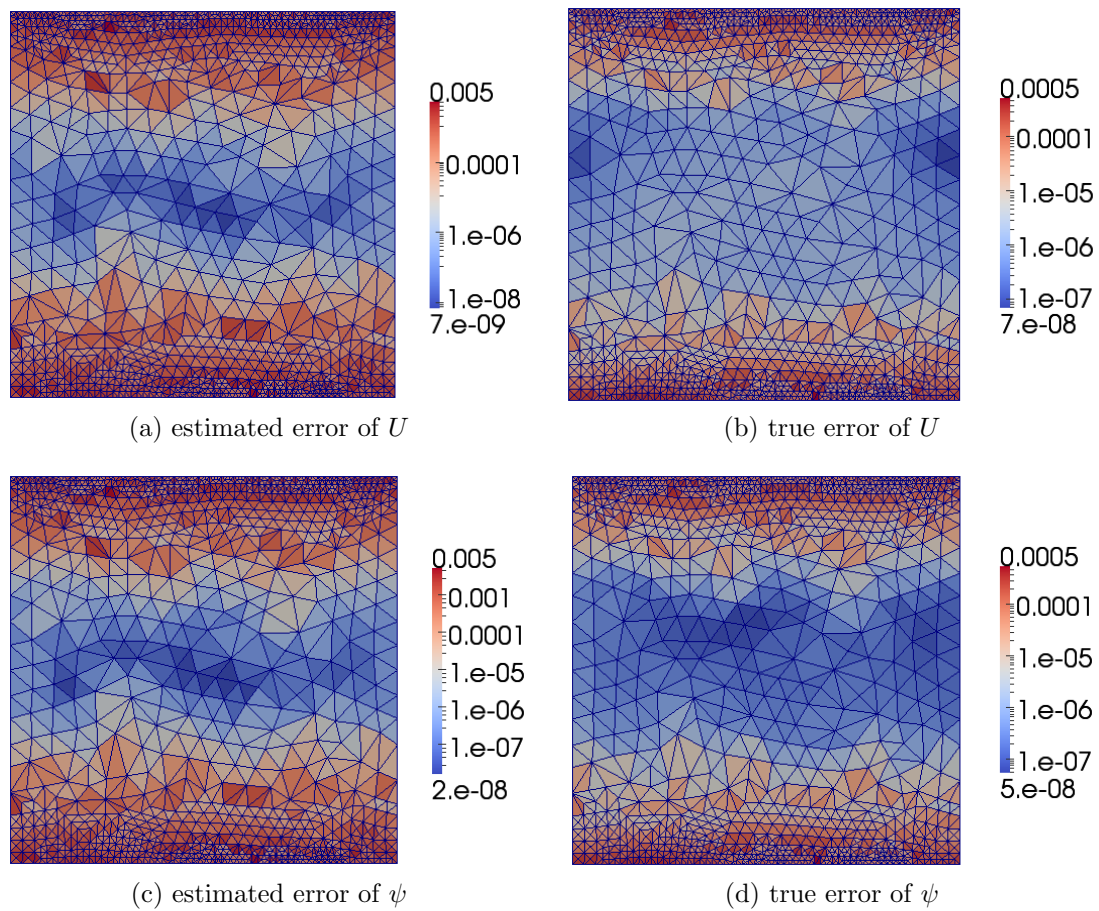 0.005
0.0001
1.e-06
1.e-08
7.e-09
0.0005
0.0001
1.e-05
1.e-06
1.e-07
7.e-08
(a) estimated error of U
(b) true error of U
0.005
0.001
0.0001
1.e-05
1.e-06
1.e-07
2.e-08
0.0005
0.0001
1.e-05
1.e-06
1.e-07
5.e-08
(c) estimated error of ψ
(d) true error of ψ